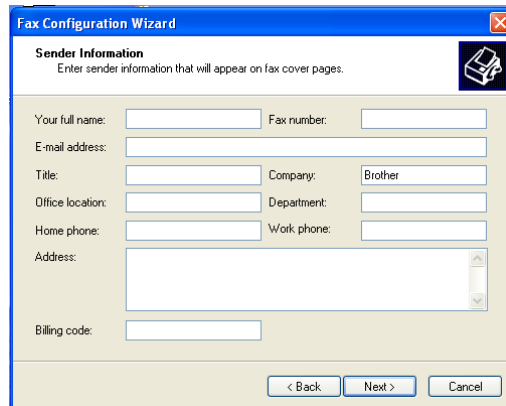 Fax Configuration Wizard
Sender Information
Enter sender information that will appear on fax cover pages.
Your full name: Fax number:
E-mail address:
Title: Company: Brother
Office location: Department:
Home phone: Work phone:
Address:
Billing code:
< Back Next > Cancel